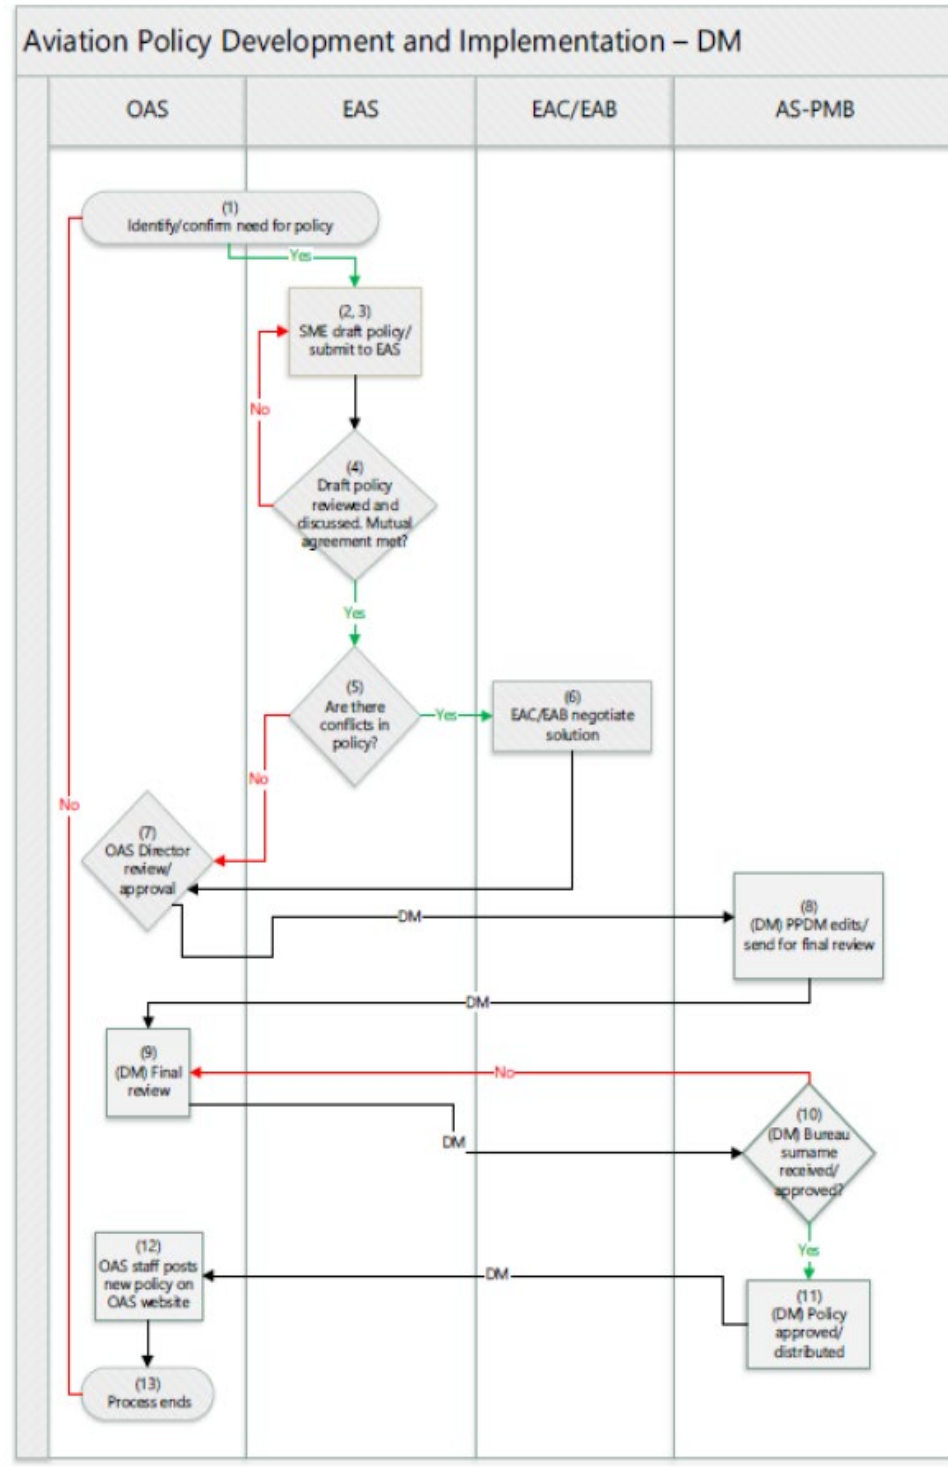 Aviation Policy Development and Implementation – DM
OAS
EAS
EAC/EAB
AS-PMB
(1)
Identify/confirm need for policy
Yes
(2, 3)
SME draft policy/
submit to EAS
No
(4)
Draft policy
reviewed and
discussed. Mutual
agreement met?
Yes
(5)
Are there
conflicts in
policy?
Yes
(6)
EAC/EAB negotiate
solution
No
No
(7)
OAS Director
review/
approval
DM
(8)
(DM) PPDM edits/
send for final review
DM
(9)
(DM) Final
review
No
DM
(10)
(DM) Bureau
surname
received/
approved?
Yes
(11)
(DM) Policy
approved/
distributed
DM
(12)
OAS staff posts
new policy on
OAS website
(13)
Process ends